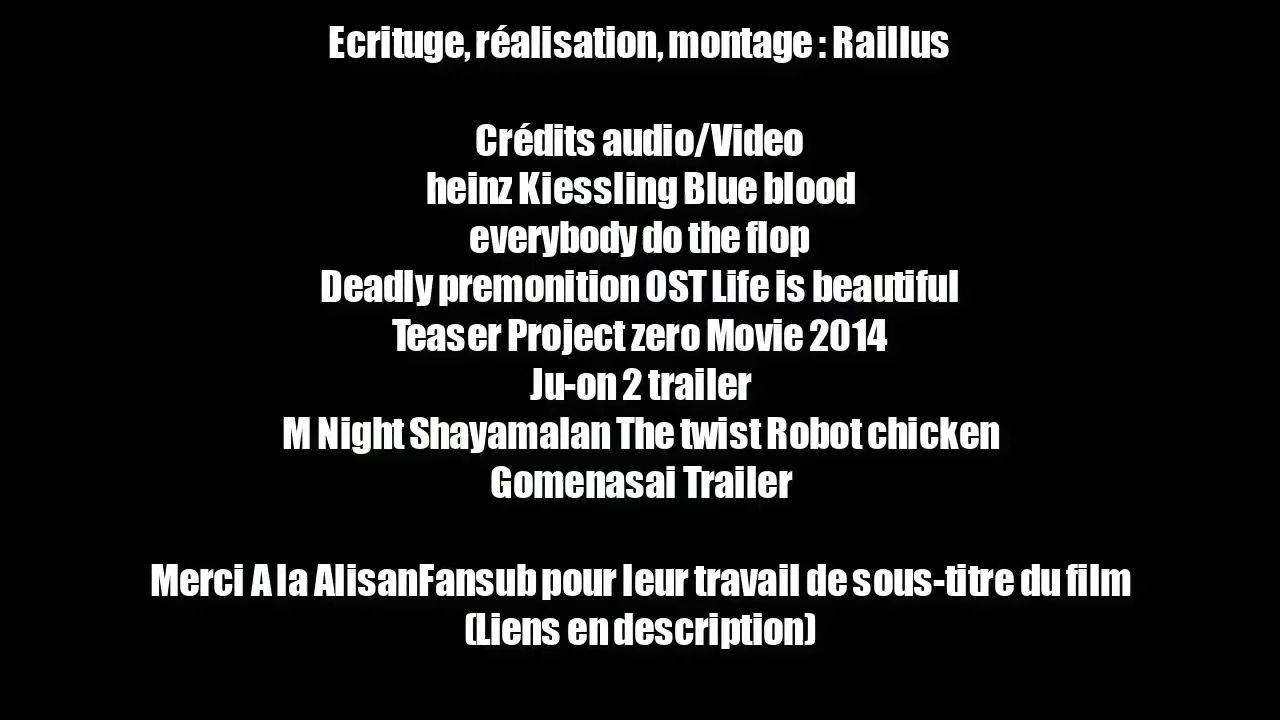 Ecrituge, réalisation, montage : Raillus
Crédits audio/Video
heinz Kiessling Blue blood
everybody do the flop
Deadly premonition OST Life is beautiful
Teaser Project zero Movie 2014
Ju-on 2 trailer
M Night Shayamalan The twist Robot chicken
Gomenasai Trailer
Merci A la AlisanFansub pour leur travail de sous-titre du film
(Liens en description)